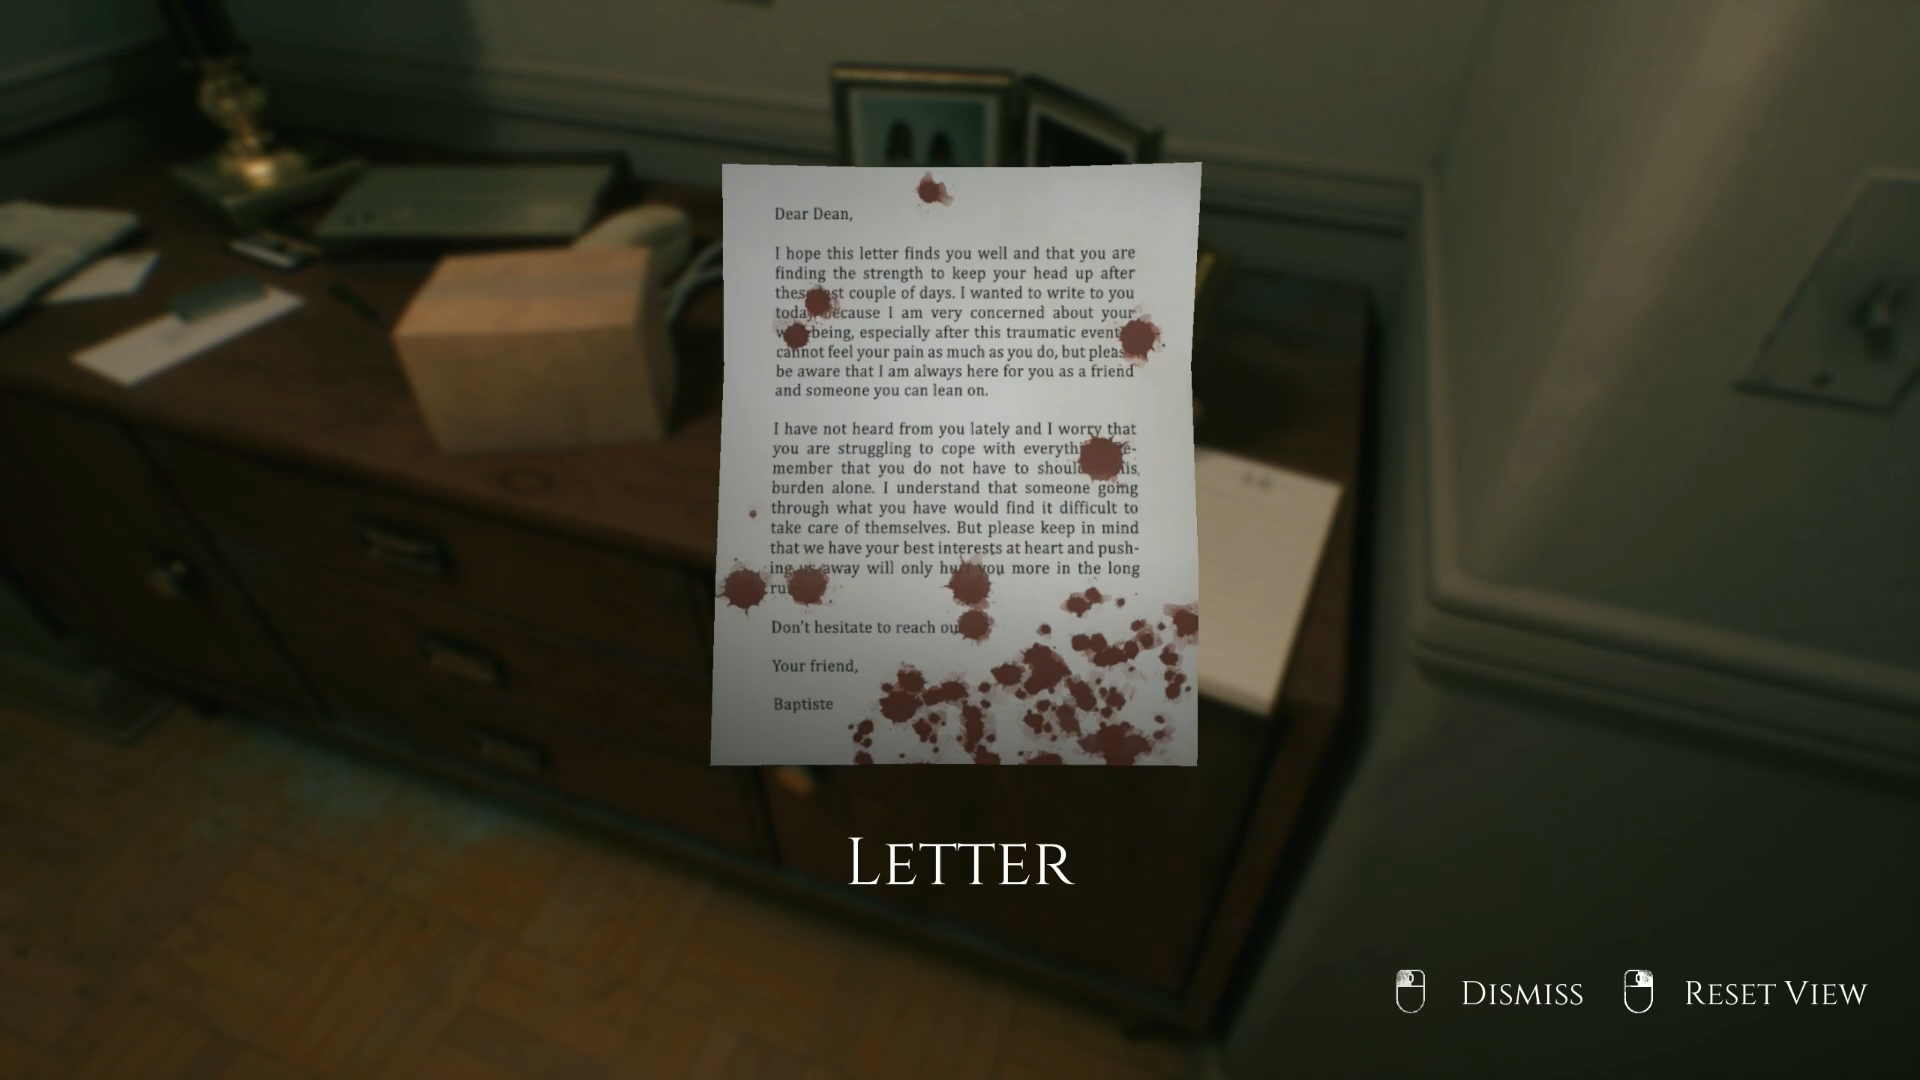 Dear Dean,
I hope this letter finds you well and that you are
finding the strength to keep your head up after
couple of days. I wanted to write to you
because I am very concerned about your
being, especially after this traumatic event
cannot feel your pain as much as you do, but please
be aware that I am always here for you as a friend
and someone you can lean on.
I have not heard from you lately and I worry that
you are struggling to cope with
member that you do not have to
burden alone. I understand that someone going
through what you have would find it difficult to
take care of themselves. But please keep in mind
that we have your best interests at heart and push-
ing us away will only hurt you more in the long
Don't hesitate to reach
Your friend,
Baptiste
LETTER
DISMISS RESET VIEW